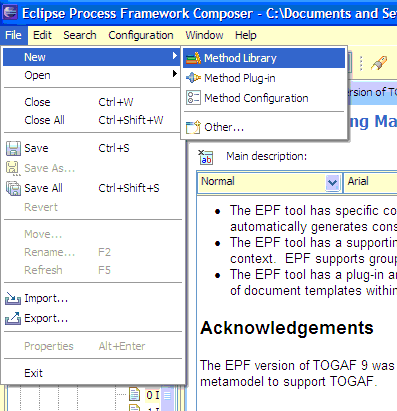 Eclipse Process Framework Composer - C:\Documents and Se
File Edit Search Configuration Window Help
New
Open
Close Ctrl+W
Close All Ctrl+Shift+W
Save Ctrl+S
Save As...
Save All Ctrl+Shift+S
Revert
Move...
Rename... F2
Refresh F5
Import...
Export...
Properties Alt+Enter
Exit
Method Library
Method Plug-in
Method Configuration
Other...
version of TOG
ng Ma
Main description:
Normal Arial
• The EPF tool has specific co
automatically generates cons
• The EPF tool has a supportin
context. EPF supports group
• The EPF tool has a plug-in ar
of document templates within
Acknowledgements
The EPF version of TOGAF 9 was
metamodel to support TOGAF.